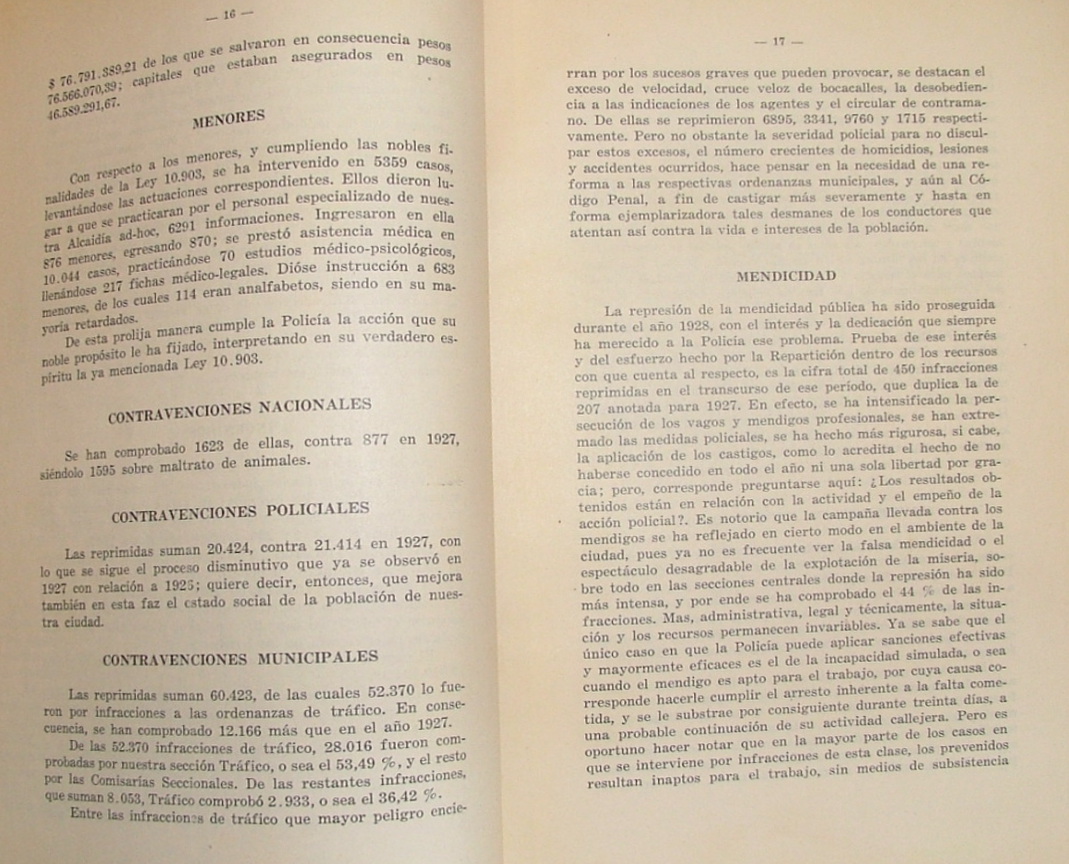 — 16 —
$ 76.791.389,21 de los que se salvaron en consecuencia pesos
76.566.070,39; capitales que estaban asegurados en pesos
46.589.291,67.
MENORES
Con respecto a los menores, y cumpliendo las nobles fi-
nalidades de la Ley 10.903, se ha intervenido en 5359 casos,
levantándose las actuaciones correspondientes. Ellos dieron lu-
gar a que se practicaran por el personal especializado de nues-
tra Alcaidía ad-hoc, 6291 informaciones. Ingresaron en ella
876 menores, egresando 870; se prestó asistencia médica en
10.044 casos, practicándose 70 estudios médico-psicológicos,
llenándose 217 fichas médico-legales. Dióse instrucción a 683
menores, de los cuales 114 eran analfabetos, siendo en su ma-
yoría retardados.
De esta prolija manera cumple la Policía la acción que su
noble propósito le ha fijado, interpretando en su verdadero es-
píritu la ya mencionada Ley 10.903.
CONTRAVENCIONES NACIONALES
Se han comprobado 1623 de ellas, contra 877 en 1927,
siéndolo 1595 sobre maltrato de animales.
CONTRAVENCIONES POLICIALES
Las reprimidas suman 20.424, contra 21.414 en 1927, con
lo que se sigue el proceso disminutivo que ya se observó en
1927 con relación a 1925; quiere decir, entonces, que mejora
también en esta faz el estado social de la población de nues-
tra ciudad.
CONTRAVENCIONES MUNICIPALES
Las reprimidas suman 60.423, de las cuales 52.370 lo fue-
ron por infracciones a las ordenanzas de tráfico. En conse-
cuencia, se han comprobado 12.166 más que en el año 1927.
De las 52.370 infracciones de tráfico, 28.016 fueron com-
probadas por nuestra sección Tráfico, o sea el 53,49 %, y el resto
por las Comisarías Seccionales. De las restantes infracciones,
que suman 8.053, Tráfico comprobó 2.933, o sea el 36,42 %.
Entre las infracciones de tráfico que mayor peligro encie-
— 17 —
rran por los sucesos graves que pueden provocar, se destacan el
exceso de velocidad, cruce veloz de bocacalles, la desobedien-
cia a las indicaciones de los agentes y el circular de contrama-
no. De ellas se reprimieron 6895, 3341, 9760 y 1715 respecti-
vamente. Pero no obstante la severidad policial para no discul-
par estos excesos, el número crecientes de homicidios, lesiones
y accidentes ocurridos, hace pensar en la necesidad de una re-
forma a las respectivas ordenanzas municipales, y aún al Có-
digo Penal, a fin de castigar más severamente y hasta en
forma ejemplarizadora tales desmanes de los conductores que
atentan así contra la vida e intereses de la población.
MENDICIDAD
La represión de la mendicidad pública ha sido proseguida
durante el año 1928, con el interés y la dedicación que siempre
ha merecido a la Policía ese problema. Prueba de ese interés
y del esfuerzo hecho por la Repartición dentro de los recursos
con que cuenta al respecto, es la cifra total de 450 infracciones
reprimidas en el transcurso de ese período, que duplica la de
207 anotada para 1927. En efecto, se ha intensificado la per-
secución de los vagos y mendigos profesionales, se han extre-
mado las medidas policiales, se ha hecho más rigurosa, si cabe,
la aplicación de los castigos, como lo acredita el hecho de no
haberse concedido en todo el año ni una sola libertad por gra-
cia; pero, corresponde preguntarse aquí: ¿Los resultados ob-
tenidos están en relación con la actividad y el empeño de la
acción policial?. Es notorio que la campaña llevada contra los
mendigos se ha reflejado en cierto modo en el ambiente de la
ciudad, pues ya no es frecuente ver la falsa mendicidad o el
espectáculo desagradable de la explotación de la miseria, so-
bre todo en las secciones centrales donde la represión ha sido
más intensa, y por ende se ha comprobado el 44 % de las in-
fracciones. Mas, administrativa, legal y técnicamente, la situa-
ción y los recursos permanecen invariables. Ya se sabe que el
único caso en que la Policía puede aplicar sanciones efectivas
y mayormente eficaces es el de la incapacidad simulada, o sea
cuando el mendigo es apto para el trabajo, por cuya causa co-
rresponde hacerle cumplir el arresto inherente a la falta come-
tida, y se le substrae por consiguiente durante treinta días, a
una probable continuación de su actividad callejera. Pero es
oportuno hacer notar que en la mayor parte de los casos en
que se interviene por infracciones de esta clase, los prevenidos
resultan inaptos para el trabajo, sin medios de subsistencia